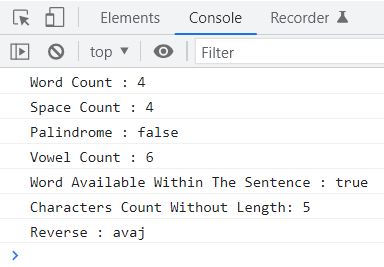 Elements Console Recorder
top Filter
Word Count : 4
Space Count : 4
Palindrome : false
Vowel Count : 6
Word Available Within The Sentence : true
Characters Count Without Length: 5
Reverse : avaj
>